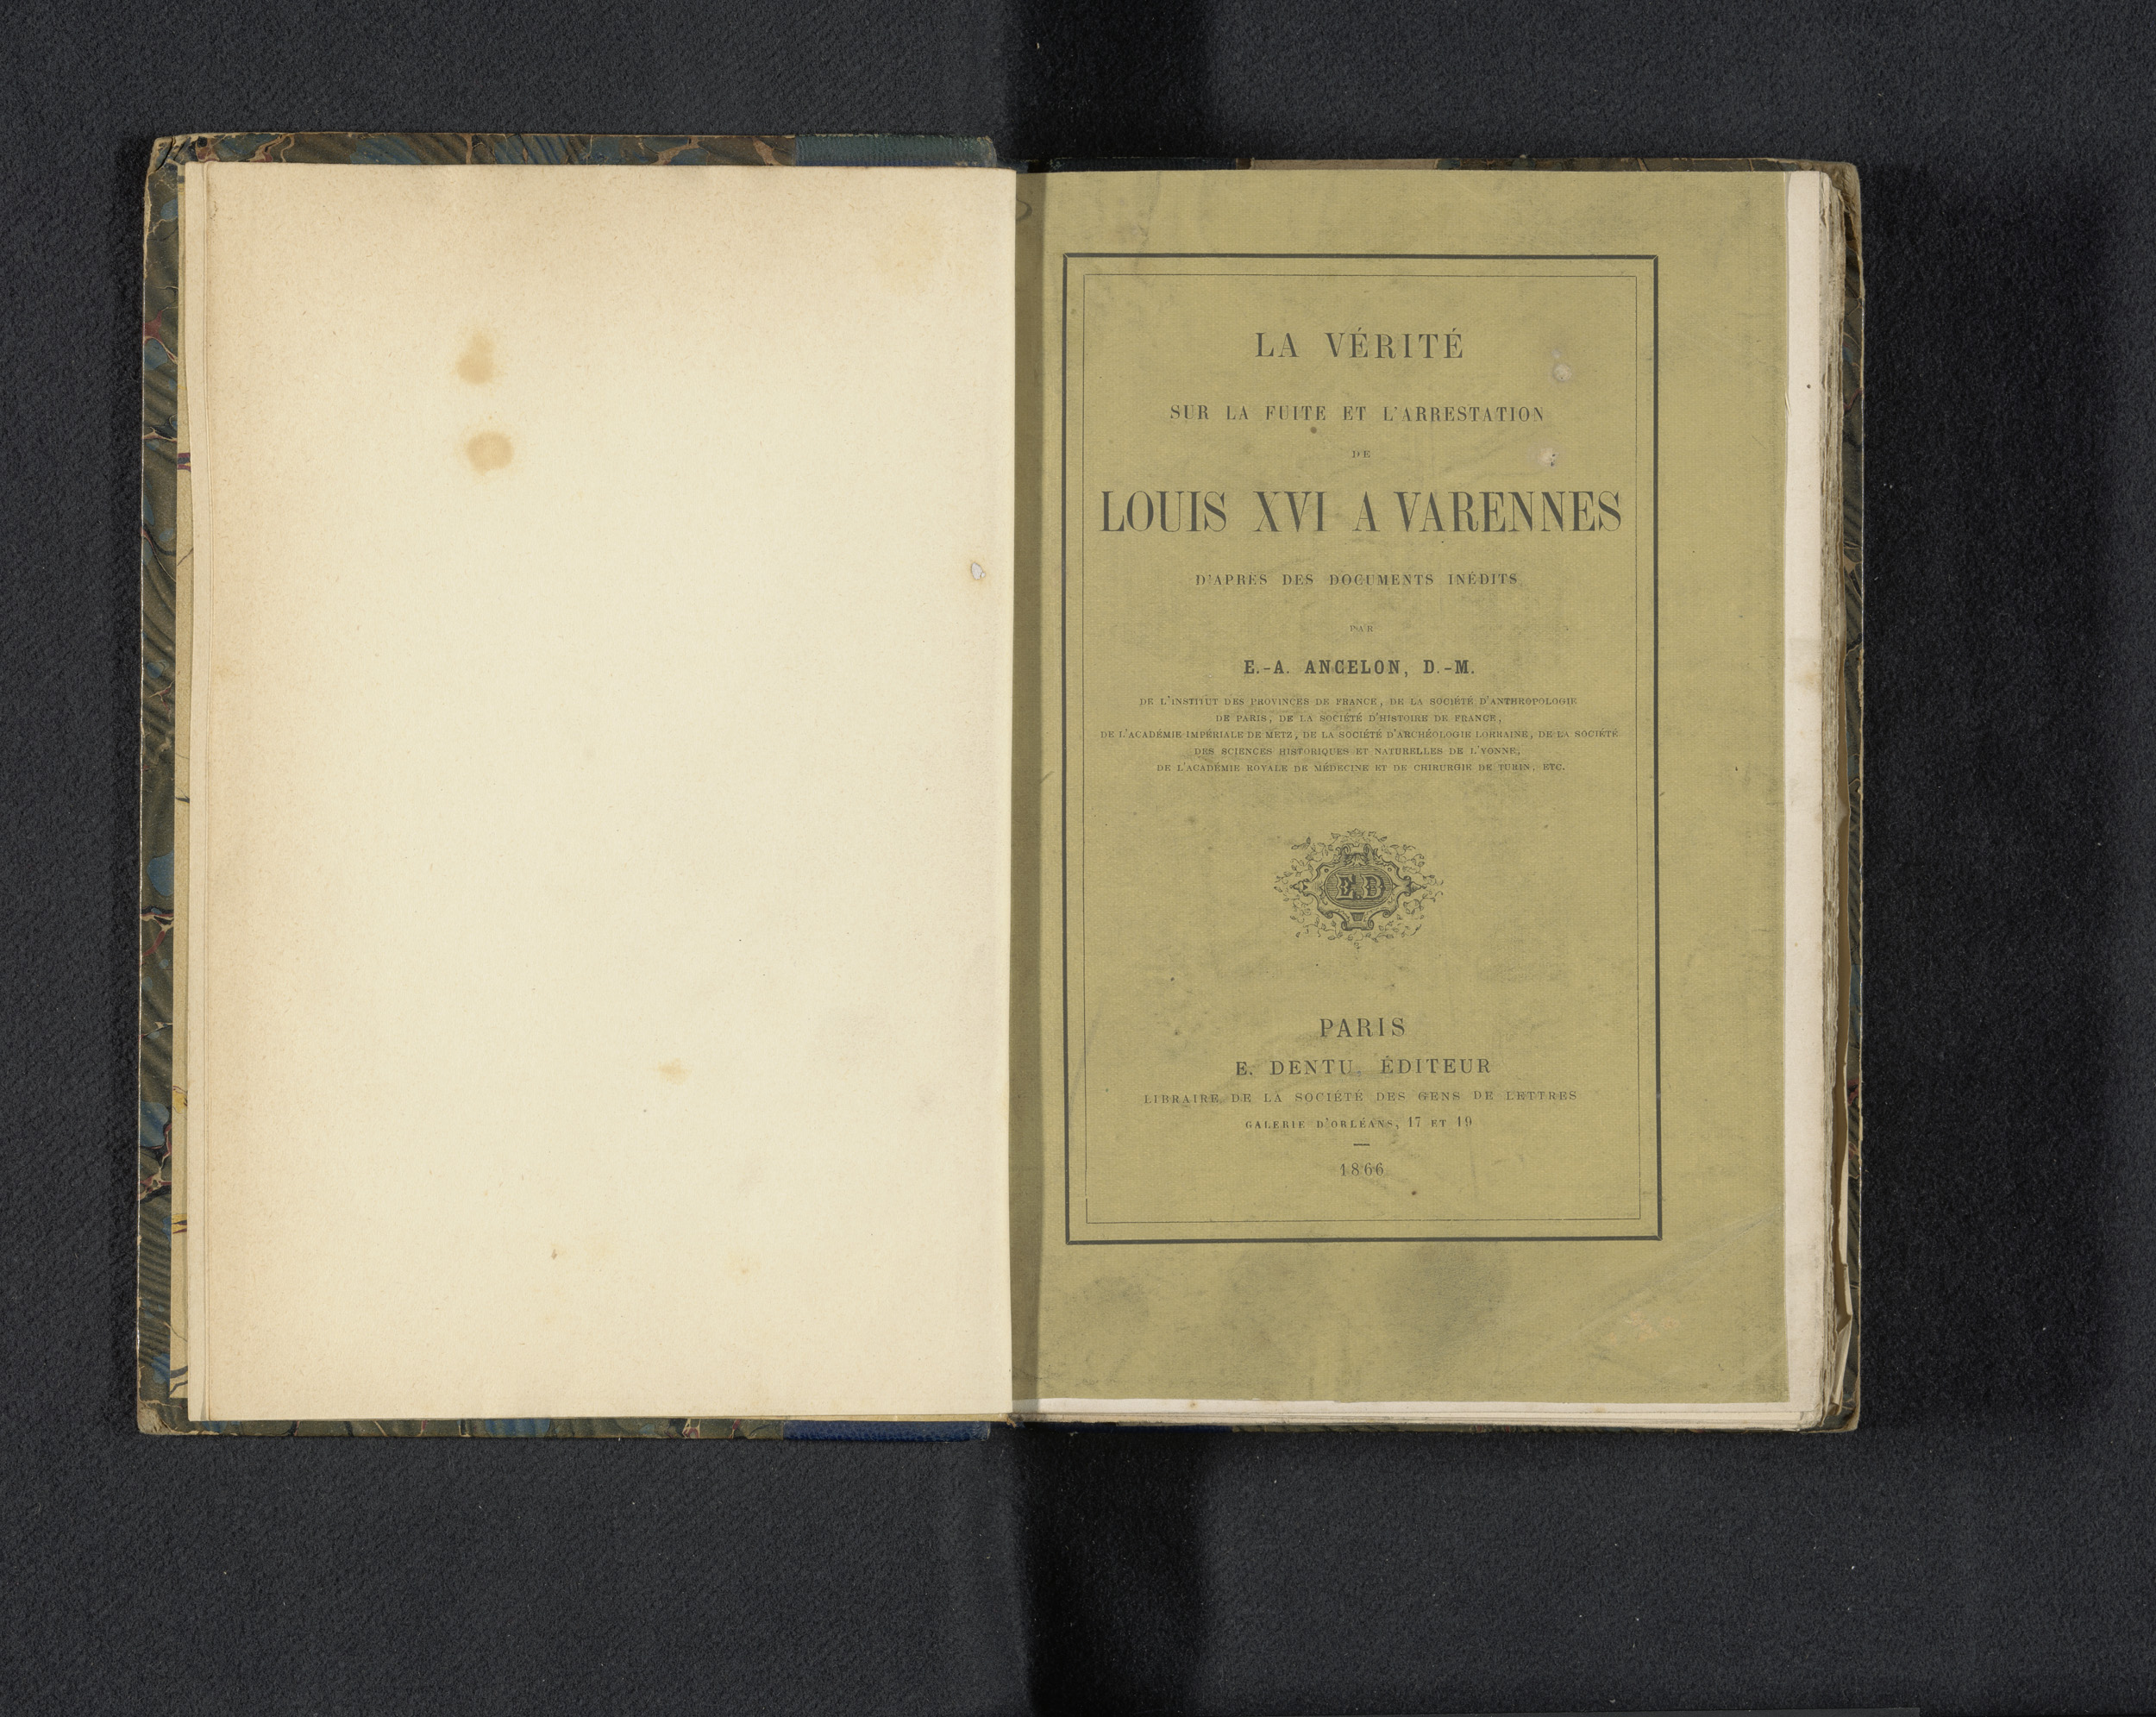 LA VÉRITÉ
SUR LA FUITE ET L'ARRESTATION
DE
LOUIS XVI A VARENNES
D'APRES DES DOCUMENTS INÉDITS
PAR
E.-A. ANCELON, D.-M.
DE L'INSTITUT DES PROVINCES DE FRANCE, DE LA SOCIÉTÉ D'ANTHROPOLOGIE
DE PARIS, DE LA SOCIÉTÉ D'HISTOIRE DE FRANCE,
DE L'ACADÉMIE IMPÉRIALE DE METZ, DE LA SOCIÉTÉ D'ARCHÉOLOGIE LORRAINE, DE LA SOCIÉTÉ
DES SCIENCES HISTORIQUES ET NATURELLES DE L'YONNE,
DE L'ACADÉMIE ROYALE DE MÉDECINE ET DE CHIRURGIE DE TURIN, ETC.
ED
PARIS
E. DENTU, ÉDITEUR
LIBRAIRE DE LA SOCIÉTÉ DES GENS DE LETTRES
GALERIE D'ORLÉANS, 17 ET 19
1866